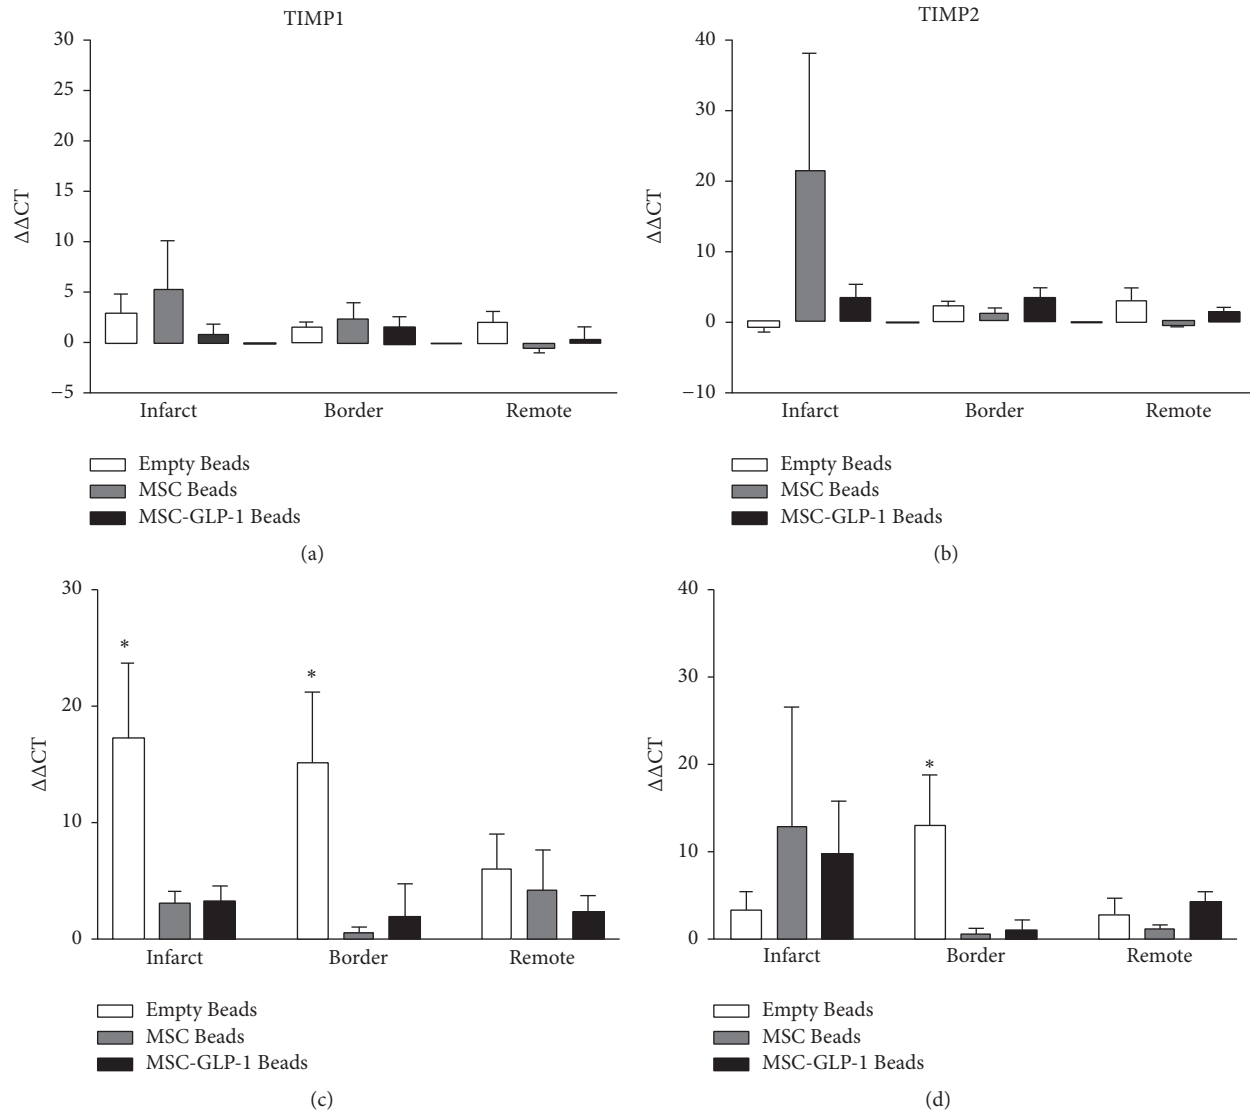 TIMP1
30
25
20
15
10
5
0
−5
ΔΔCT
Infarct
Border
Remote
Empty Beads
MSC Beads
MSC-GLP-1 Beads
(a)
TIMP2
40
30
20
10
0
−10
ΔΔCT
Infarct
Border
Remote
Empty Beads
MSC Beads
MSC-GLP-1 Beads
(b)
30
20
10
0
ΔΔCT
*
*
Infarct
Border
Remote
Empty Beads
MSC Beads
MSC-GLP-1 Beads
(c)
40
30
20
10
0
ΔΔCT
*
Infarct
Border
Remote
Empty Beads
MSC Beads
MSC-GLP-1 Beads
(d)